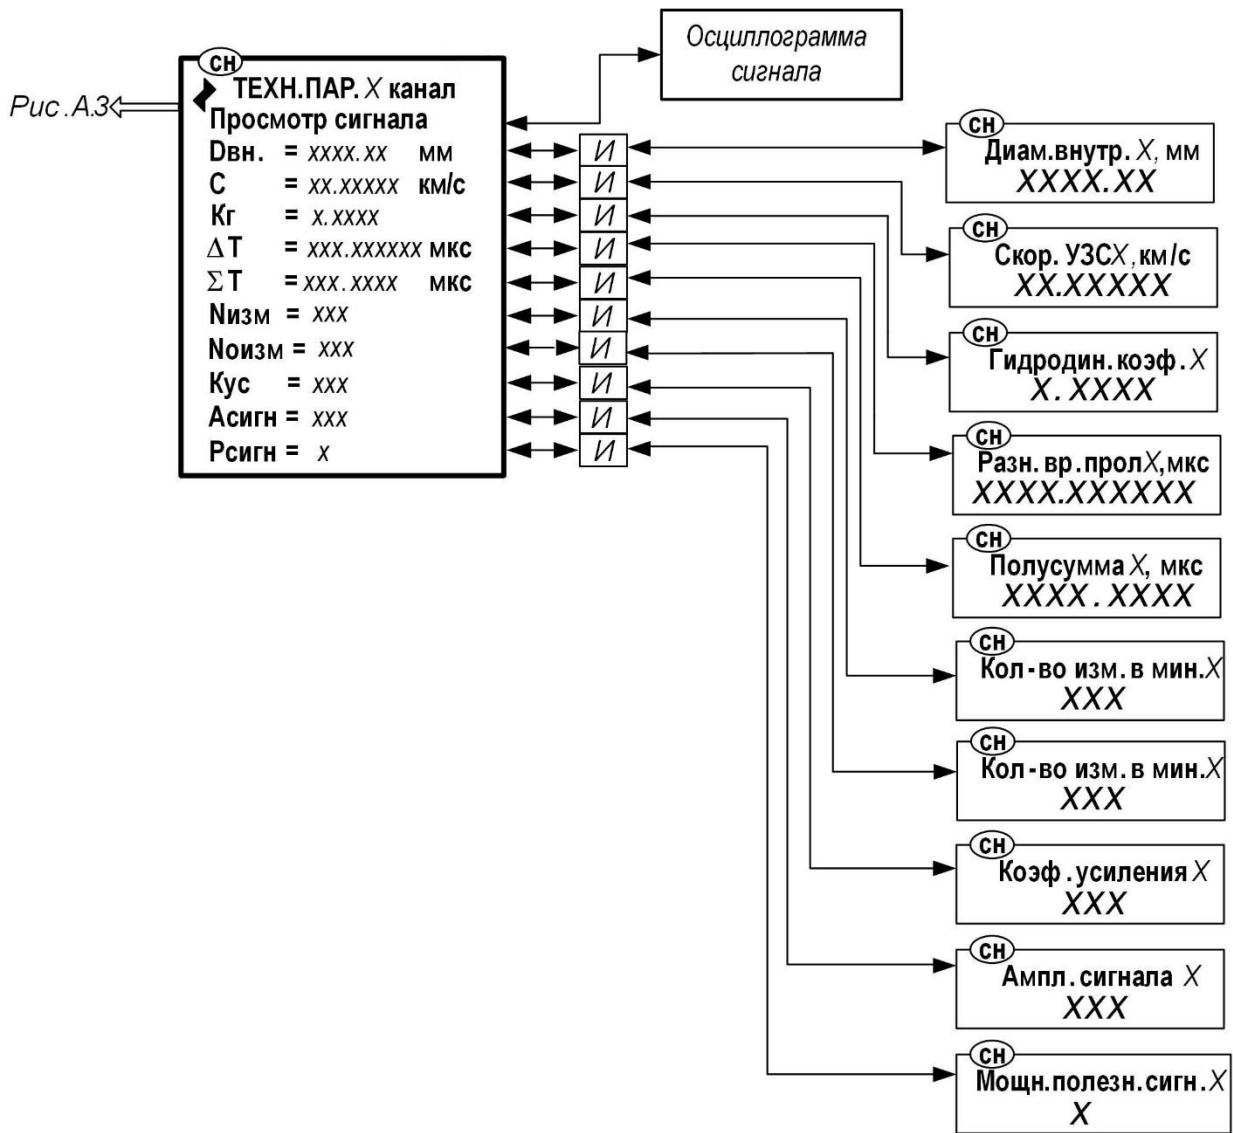 Осциллограмма
сигнала
СН
ТЕХН.ПАР. X канал
Рис.А.3
Просмотр сигнала
Dвн. = xxxx.xx мм
С = xx.xxxxx км/с
Кг = x.xxxx
ΔТ = xxx.xxxxxx мкс
ΣТ = xxx.xxxx мкс
Nизм = xxx
Nоизм = xxx
Кус = xxx
Асигн = xxx
Рсигн = x
И
И
И
И
И
И
И
И
И
И
СН
Диам.внутр. X, мм
XXXX.XX
СН
Скор. УЗСX, км/с
XX.XXXXX
СН
Гидродин.коэф. X
X.XXXX
СН
Разн. вр.пролX,мкс
XXXX.XXXXXX
СН
Полусумма X, мкс
XXXX.XXXX
СН
Кол-во изм. в мин.X
XXX
СН
Кол-во изм. в мин.X
XXX
СН
Коэф.усиления X
XXX
СН
Ампл.сигнала X
XXX
СН
Мощн.полезн.сигн.X
X